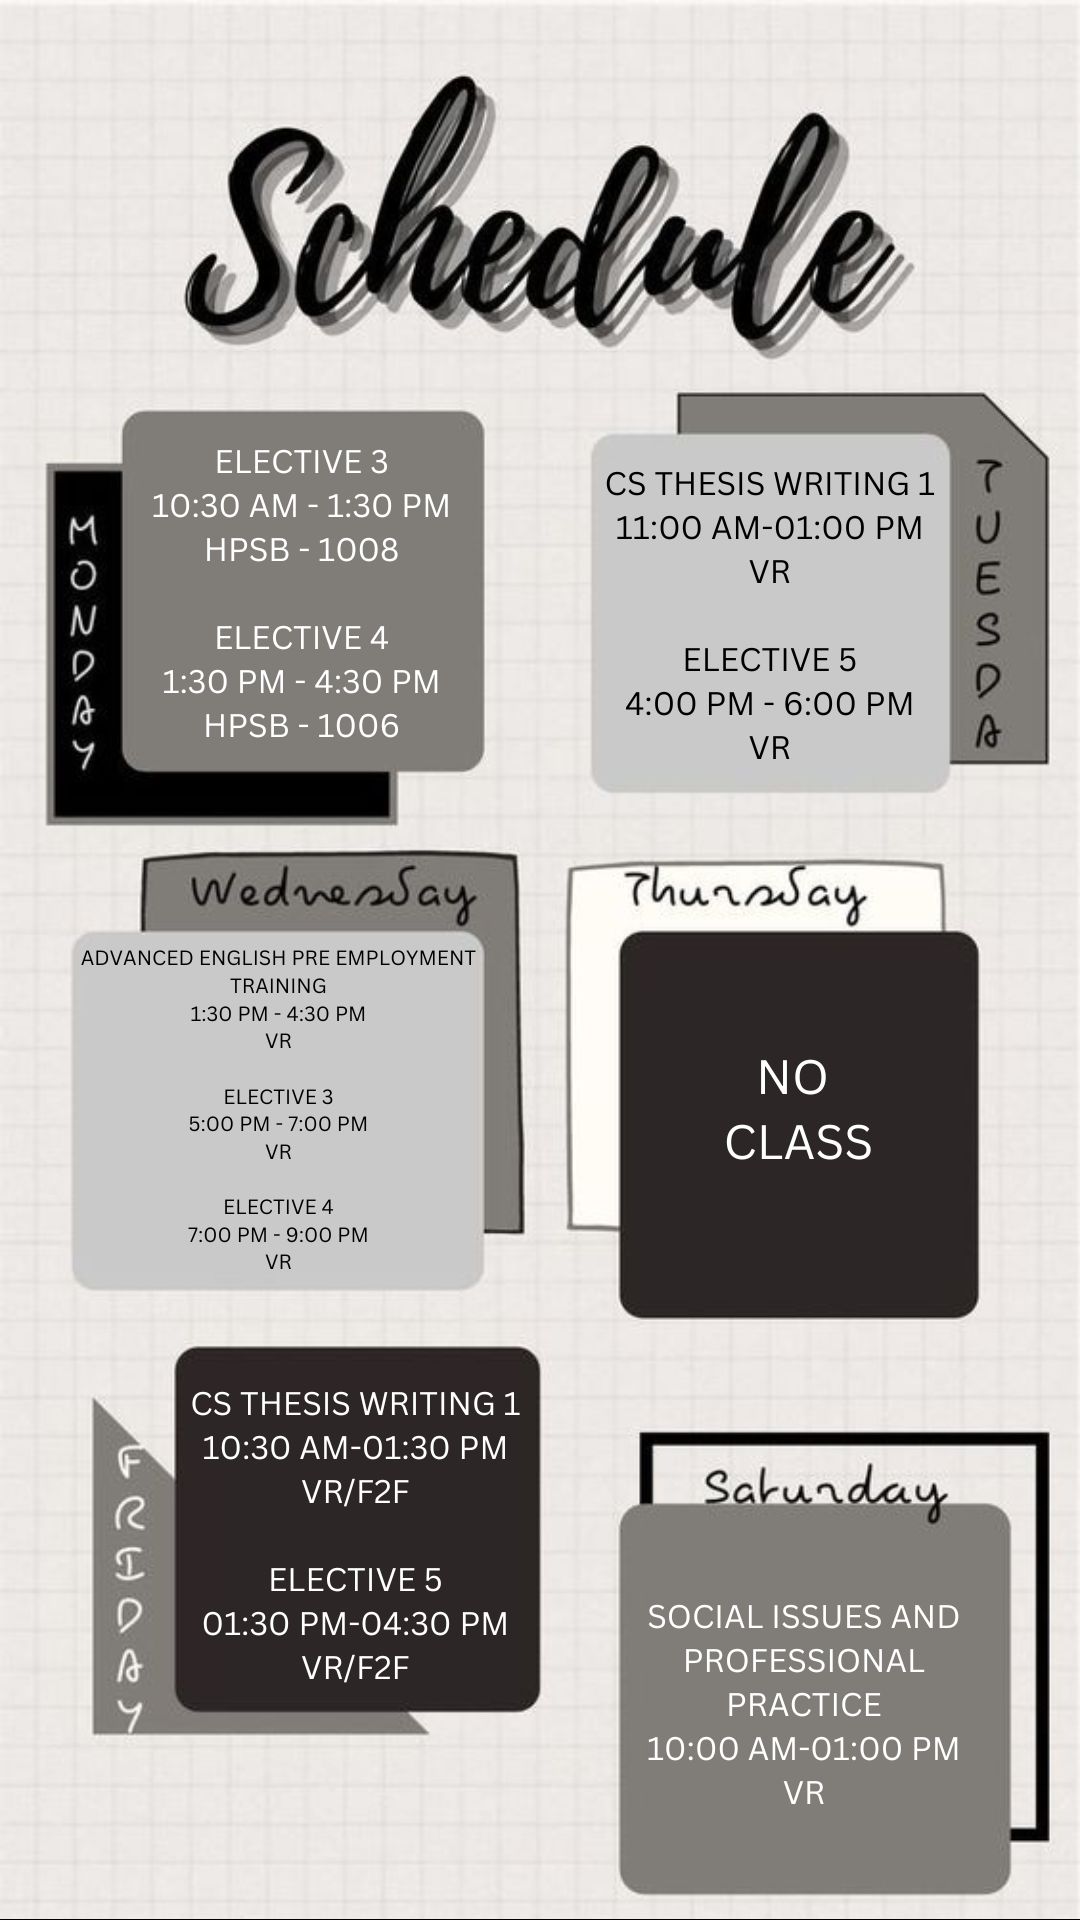 Schedule
MONDAY
ELECTIVE 3
10:30 AM - 1:30 PM
HPSB - 1008
ELECTIVE 4
1:30 PM - 4:30 PM
HPSB - 1006
CS THESIS WRITING 1
11:00 AM-01:00 PM
VR
ELECTIVE 5
4:00 PM - 6:00 PM
VR
TUESDA
Wednesday
ADVANCED ENGLISH PRE EMPLOYMENT
TRAINING
1:30 PM - 4:30 PM
VR
ELECTIVE 3
5:00 PM - 7:00 PM
VR
ELECTIVE 4
7:00 PM - 9:00 PM
VR
Thursday
NO
CLASS
FRIDAY
CS THESIS WRITING 1
10:30 AM-01:30 PM
VR/F2F
ELECTIVE 5
01:30 PM-04:30 PM
VR/F2F
Saturday
SOCIAL ISSUES AND
PROFESSIONAL
PRACTICE
10:00 AM-01:00 PM
VR